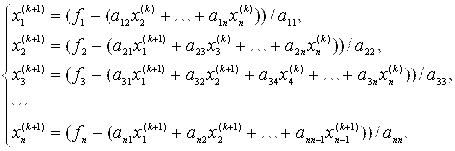 x_1^{(k+1)} = (f_1 − (a_{12}x_2^{(k)} + … + a_{1n}x_n^{(k)})) / a_{11},
x_2^{(k+1)} = (f_2 − (a_{21}x_1^{(k+1)} + a_{23}x_3^{(k)} + … + a_{2n}x_n^{(k)})) / a_{22},
x_3^{(k+1)} = (f_3 − (a_{31}x_1^{(k+1)} + a_{32}x_2^{(k+1)} + a_{34}x_4^{(k)} + … + a_{3n}x_n^{(k)})) / a_{33},
…
x_n^{(k+1)} = (f_n − (a_{n1}x_1^{(k+1)} + a_{n2}x_2^{(k+1)} + … + a_{nn−1}x_{n−1}^{(k+1)})) / a_{nn}.